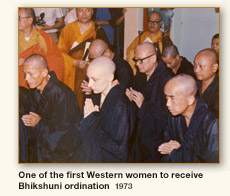 One of the first Western women to receive
Bhikshuni ordination 1973